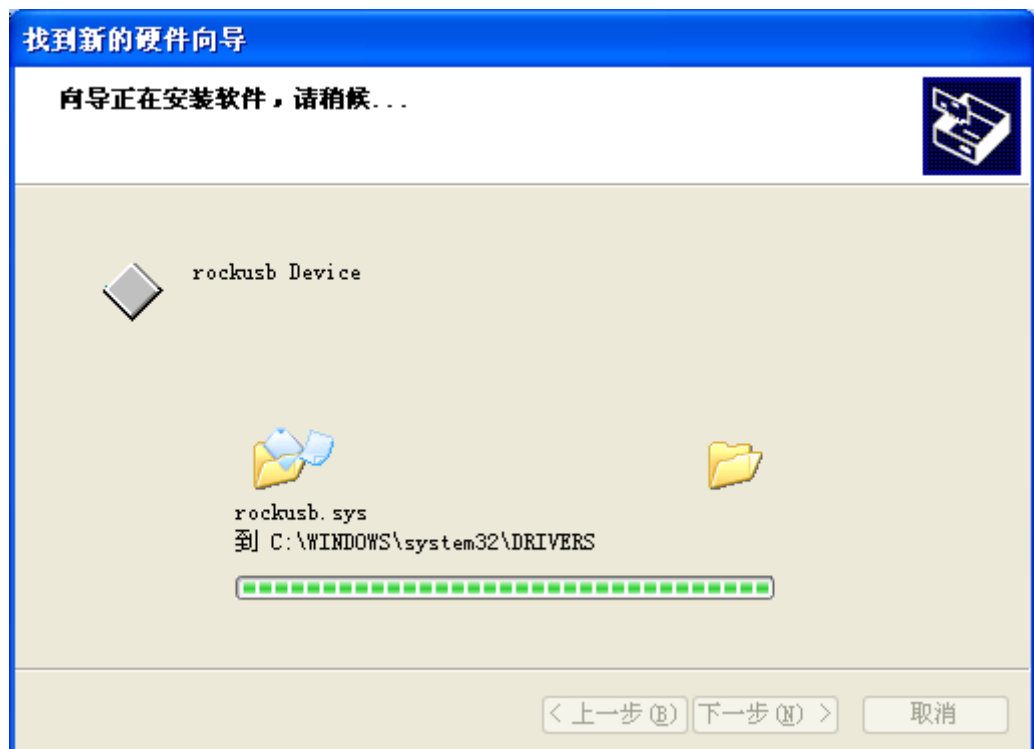 找到新的硬件向导
向导正在安装软件，请稍候...
rockusb Device
rockusb.sys
到 C:\WINDOWS\system32\DRIVERS
< 上一步(B) 下一步(N) > 取消